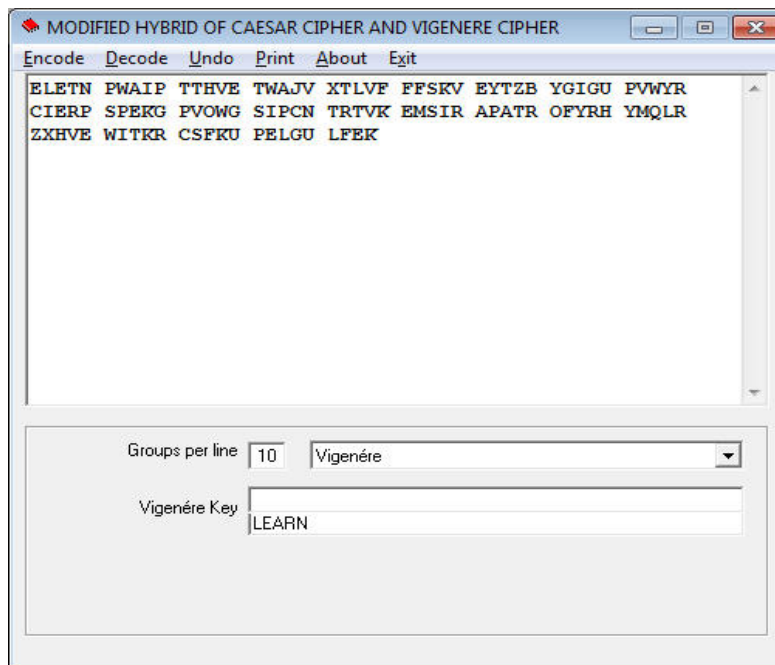 MODIFIED HYBRID OF CAESAR CIPHER AND VIGENERE CIPHER
Encode Decode Undo Print About Exit
ELETN PWAIP TTHVE TWAJV XTLVF FFSKV EYTZB YGIGU PVWYR
CIERP SPEKG PVOWG SIPCN TRTVK EMSIR APATR OFYRH YMQLR
ZXHVE WITKR CSFKU PELGU LFEK
Groups per line 10 Vigenére
Vigenére Key
LEARN